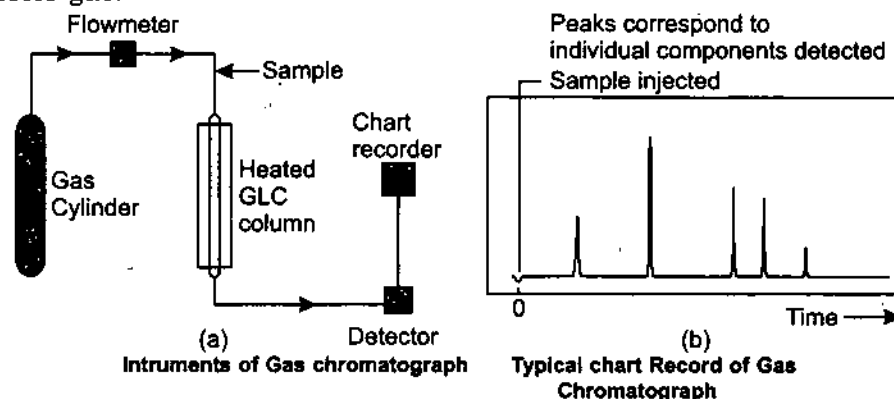 Flowmeter
Sample
Gas
Cylinder
Heated
GLC
column
Chart
recorder
Detector
(a)
Intruments of Gas chromatograph
Peaks correspond to
individual components detected
Sample injected
0
Time
(b)
Typical chart Record of Gas
Chromatograph